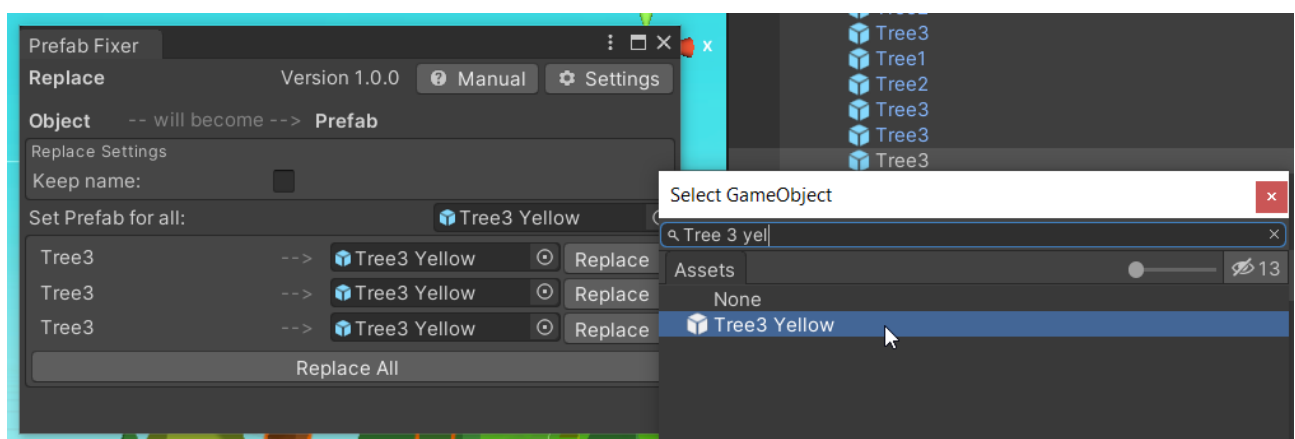 Prefab Fixer
Replace Version 1.0.0 Manual Settings
Object -- will become --> Prefab
Replace Settings
Keep name:
Set Prefab for all: Tree3 Yellow
Tree3 --> Tree3 Yellow Replace
Tree3 --> Tree3 Yellow Replace
Tree3 --> Tree3 Yellow Replace
Replace All
x
Tree3
Tree1
Tree2
Tree3
Tree3
Tree3
Select GameObject
Tree 3 yel
Assets 13
None
Tree3 Yellow